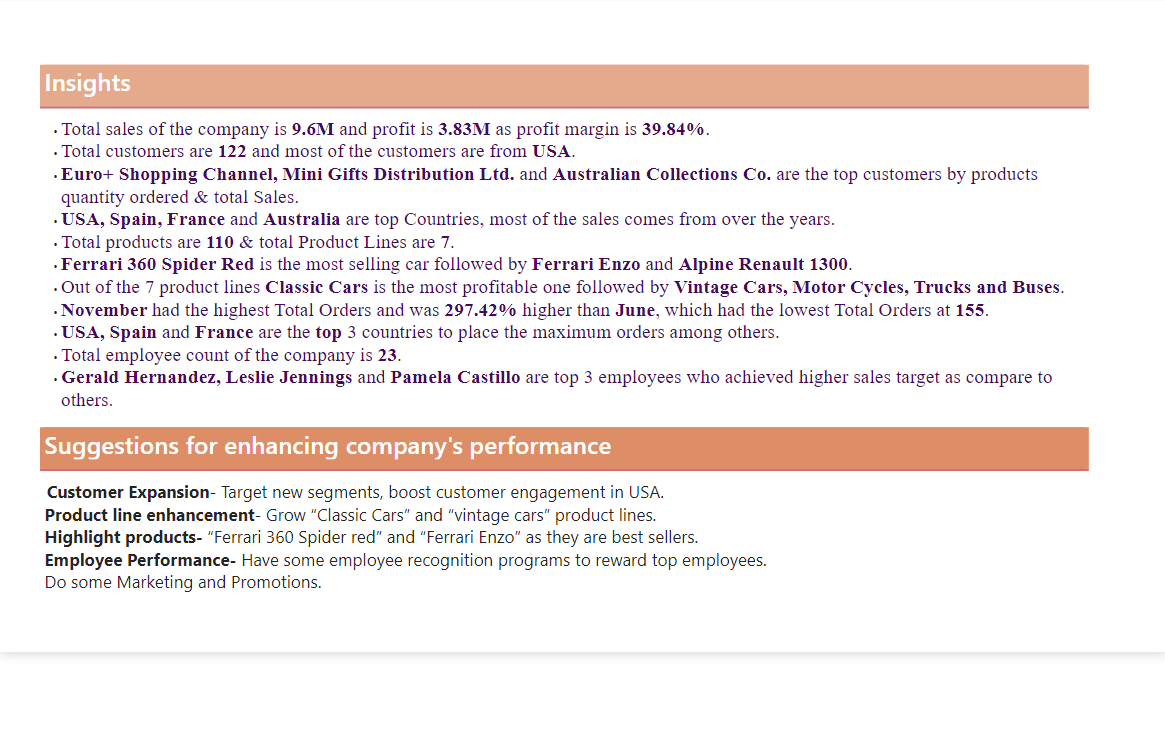 Insights
• Total sales of the company is 9.6M and profit is 3.83M as profit margin is 39.84%.
• Total customers are 122 and most of the customers are from USA.
• Euro+ Shopping Channel, Mini Gifts Distribution Ltd. and Australian Collections Co. are the top customers by products
quantity ordered & total Sales.
• USA, Spain, France and Australia are top Countries, most of the sales comes from over the years.
• Total products are 110 & total Product Lines are 7.
• Ferrari 360 Spider Red is the most selling car followed by Ferrari Enzo and Alpine Renault 1300.
• Out of the 7 product lines Classic Cars is the most profitable one followed by Vintage Cars, Motor Cycles, Trucks and Buses.
• November had the highest Total Orders and was 297.42% higher than June, which had the lowest Total Orders at 155.
• USA, Spain and France are the top 3 countries to place the maximum orders among others.
• Total employee count of the company is 23.
• Gerald Hernandez, Leslie Jennings and Pamela Castillo are top 3 employees who achieved higher sales target as compare to
others.
Suggestions for enhancing company's performance
Customer Expansion- Target new segments, boost customer engagement in USA.
Product line enhancement- Grow “Classic Cars” and “vintage cars” product lines.
Highlight products- “Ferrari 360 Spider red” and “Ferrari Enzo” as they are best sellers.
Employee Performance- Have some employee recognition programs to reward top employees.
Do some Marketing and Promotions.